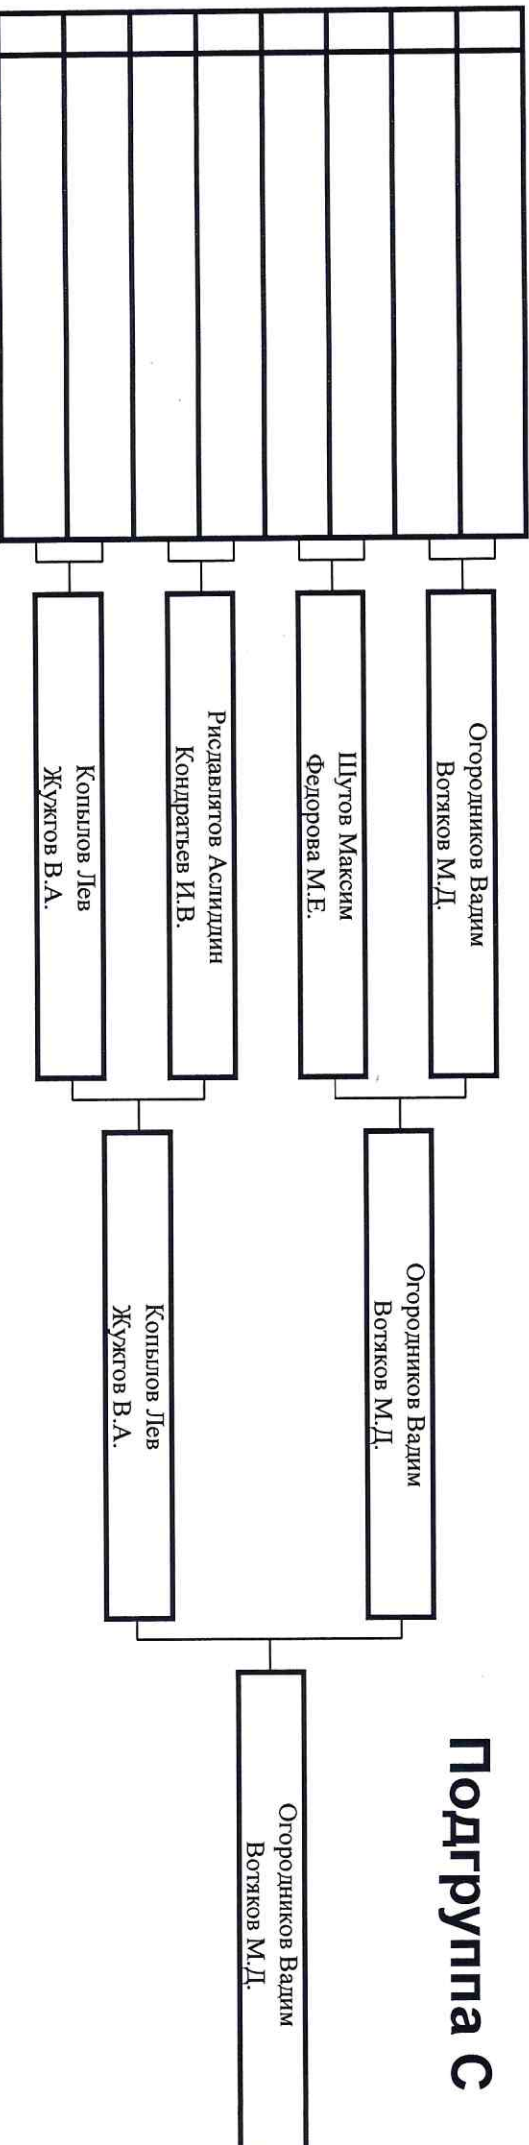 Подгруппа С
Огородников Вадим
Вотяков М.Д.
Шутов Максим
Федорова М.Е.
Рисдавлятов Аслиддин
Кондратьев И.В.
Копылов Лев
Жужгов В.А.
Огородников Вадим
Вотяков М.Д.
Копылов Лев
Жужгов В.А.
Огородников Вадим
Вотяков М.Д.